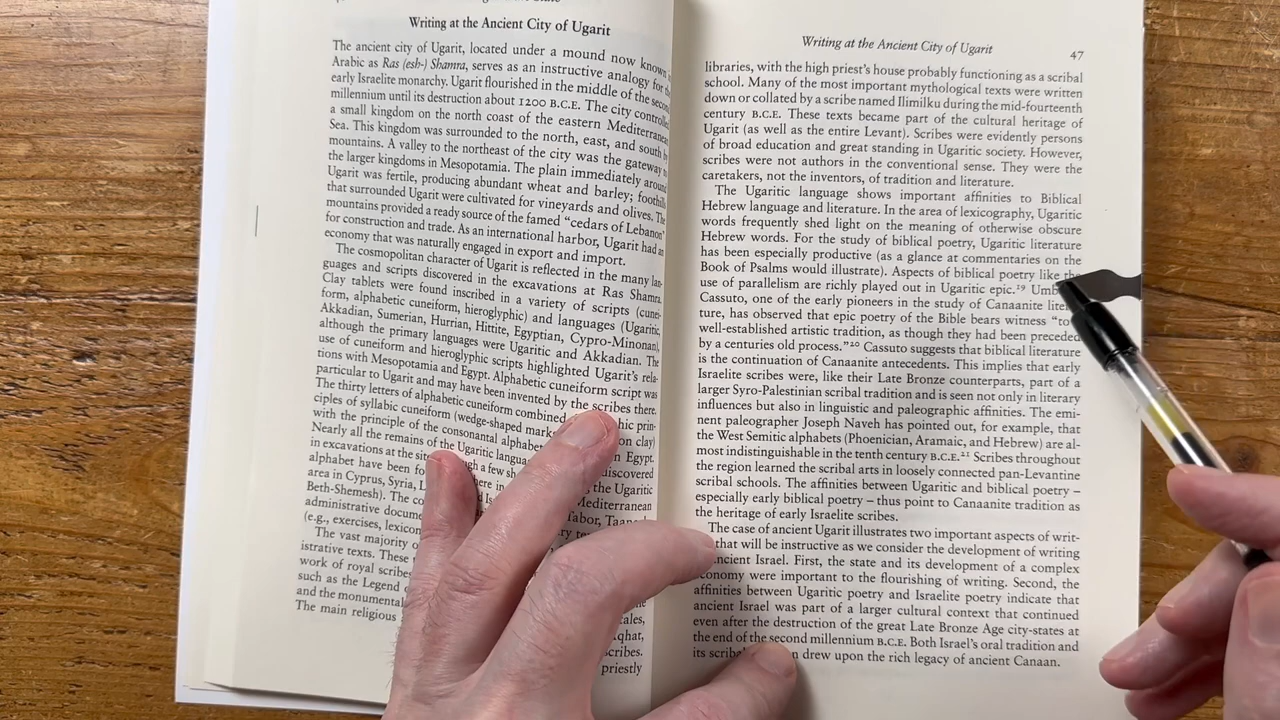 Writing at the Ancient City of Ugarit
The ancient city of Ugarit, located under a mound now known
Arabic as Ras (esh-) Shamra, serves as an instructive analogy for the
early Israelite monarchy. Ugarit flourished in the middle of the second
millennium until its destruction about 1200 B.C.E. The city controlle
a small kingdom on the north coast of the eastern Mediterranean
Sea. This kingdom was surrounded to the north, east, and south by
mountains. A valley to the northeast of the city was the gateway to
the larger kingdoms in Mesopotamia. The plain immediately around
Ugarit was fertile, producing abundant wheat and barley; foothills
that surrounded Ugarit were cultivated for vineyards and olives. The
mountains provided a ready source of the famed “cedars of Lebanon”
for construction and trade. As an international harbor, Ugarit had an
economy that was naturally engaged in export and import.
The cosmopolitan character of Ugarit is reflected in the many lan-
guages and scripts discovered in the excavations at Ras Shamra.
Clay tablets were found inscribed in a variety of scripts (cunei-
form, alphabetic cuneiform, hieroglyphic) and languages (Ugaritic,
Akkadian, Sumerian, Hurrian, Hittite, Egyptian, Cypro-Minonan),
although the primary languages were Ugaritic and Akkadian. The
use of cuneiform and hieroglyphic scripts highlighted Ugarit's rela-
tions with Mesopotamia and Egypt. Alphabetic cuneiform script was
particular to Ugarit and may have been invented by the scribes there.
The thirty letters of alphabetic cuneiform combined hic prin-
ciples of syllabic cuneiform (wedge-shaped mark on clay)
with the principle of the consonantal alphabet n Egypt.
Nearly all the remains of the Ugaritic langua discovered
in excavations at the site ough a few sh the Ugaritic
alphabet have been fo here in Mediterranean
area in Cyprus, Syria, L Isr Tabor, Taanach
Beth-Shemesh). The co
administrative docum
(e.g., exercises, lexicon
The vast majority o
istrative texts. These
work of royal scribes
such as the Legend o
and the monumental tales,
The main religious qhat,
scribes.
priestly
Writing at the Ancient City of Ugarit 47
libraries, with the high priest's house probably functioning as a scribal
school. Many of the most important mythological texts were written
down or collated by a scribe named Ilimilku during the mid-fourteenth
century B.C.E. These texts became part of the cultural heritage of
Ugarit (as well as the entire Levant). Scribes were evidently persons
of broad education and great standing in Ugaritic society. However,
scribes were not authors in the conventional sense. They were the
caretakers, not the inventors, of tradition and literature.
The Ugaritic language shows important affinities to Biblical
Hebrew language and literature. In the area of lexicography, Ugaritic
words frequently shed light on the meaning of otherwise obscure
Hebrew words. For the study of biblical poetry, Ugaritic literature
has been especially productive (as a glance at commentaries on the
Book of Psalms would illustrate). Aspects of biblical poetry like the
use of parallelism are richly played out in Ugaritic epic.¹⁹ Umb
Cassuto, one of the early pioneers in the study of Canaanite lite
ture, has observed that epic poetry of the Bible bears witness “to
well-established artistic tradition, as though they had been preceded
by a centuries old process.”²⁰ Cassuto suggests that biblical literature
is the continuation of Canaanite antecedents. This implies that early
Israelite scribes were, like their Late Bronze counterparts, part of a
larger Syro-Palestinian scribal tradition and is seen not only in literary
influences but also in linguistic and paleographic affinities. The emi-
nent paleographer Joseph Naveh has pointed out, for example, that
the West Semitic alphabets (Phoenician, Aramaic, and Hebrew) are al-
most indistinguishable in the tenth century B.C.E.²¹ Scribes throughout
the region learned the scribal arts in loosely connected pan-Levantine
scribal schools. The affinities between Ugaritic and biblical poetry –
especially early biblical poetry – thus point to Canaanite tradition as
the heritage of early Israelite scribes.
The case of ancient Ugarit illustrates two important aspects of writ-
that will be instructive as we consider the development of writing
ancient Israel. First, the state and its development of a complex
economy were important to the flourishing of writing. Second, the
affinities between Ugaritic poetry and Israelite poetry indicate that
ancient Israel was part of a larger cultural context that continued
even after the destruction of the great Late Bronze Age city-states at
the end of the second millennium B.C.E. Both Israel's oral tradition and
its scriba n drew upon the rich legacy of ancient Canaan.